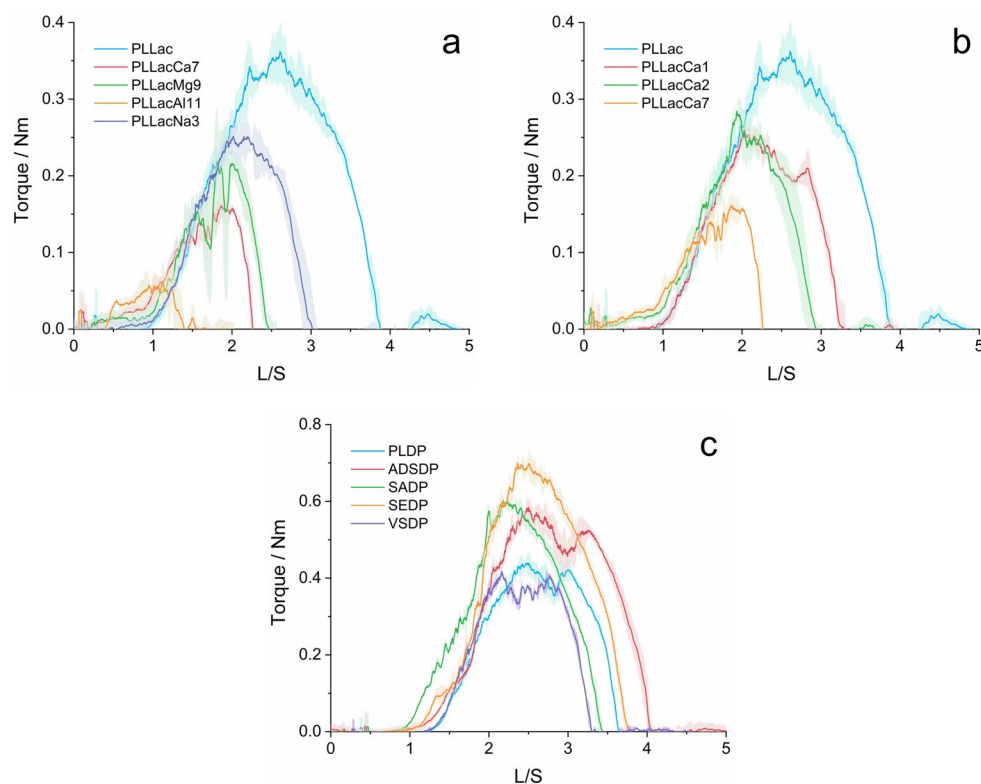 a
PLLac
PLLacCa7
PLLacMg9
PLLacAl11
PLLacNa3
Torque / Nm
0.4
0.3
0.2
0.1
0.0
0 1 2 3 4 5
L/S
b
PLLac
PLLacCa1
PLLacCa2
PLLacCa7
Torque / Nm
0.4
0.3
0.2
0.1
0.0
0 1 2 3 4 5
L/S
c
PLDP
ADSDP
SADP
SEDP
VSDP
Torque / Nm
0.8
0.6
0.4
0.2
0.0
0 1 2 3 4 5
L/S